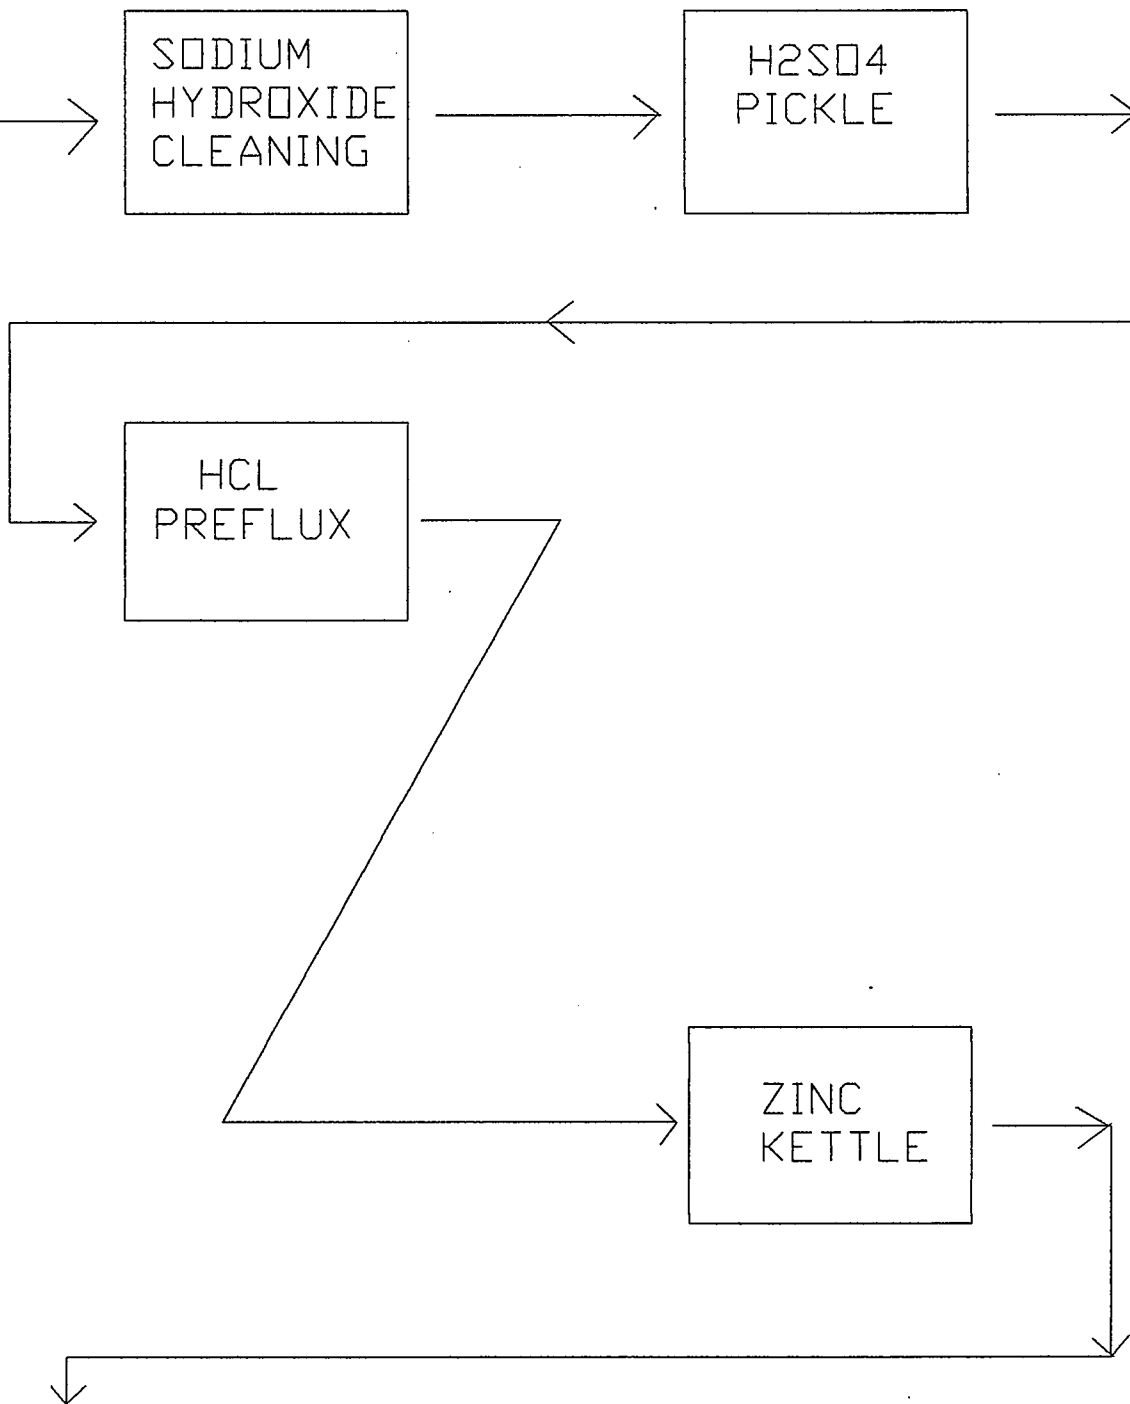 SODIUM
HYDROXIDE
CLEANING
H2SO4
PICKLE
HCL
PREFLUX
ZINC
KETTLE